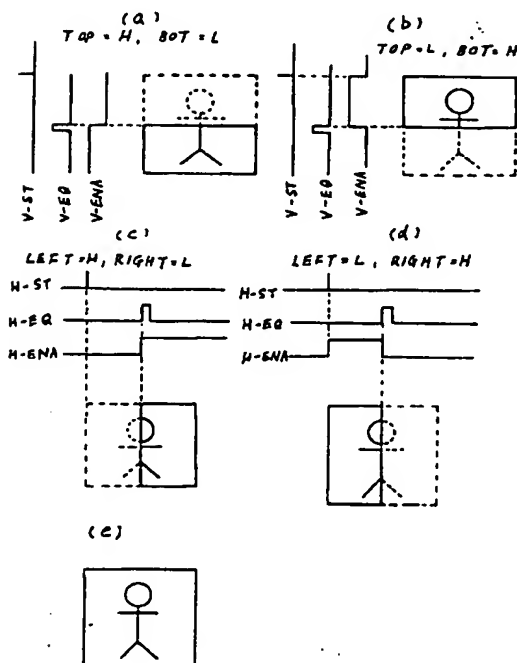 (a)
TOP = H, BOT = L
(b)
TOP = L, BOT = H
V-ST
V-EQ
V-ENA
V-ST
V-EQ
V-ENA
(c)
LEFT = H, RIGHT = L
H-ST
H-EQ
H-ENA
(d)
LEFT = L, RIGHT = H
H-ST
H-EQ
H-ENA
(e)